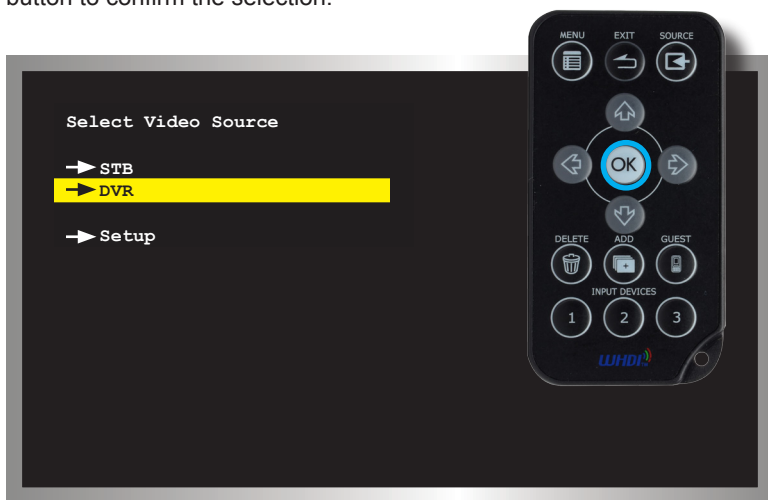 button to confirm the selection.
MENU EXIT SOURCE
Select Video Source
STB
DVR
Setup
OK
DELETE ADD GUEST
INPUT DEVICES
1 2 3
WHDI